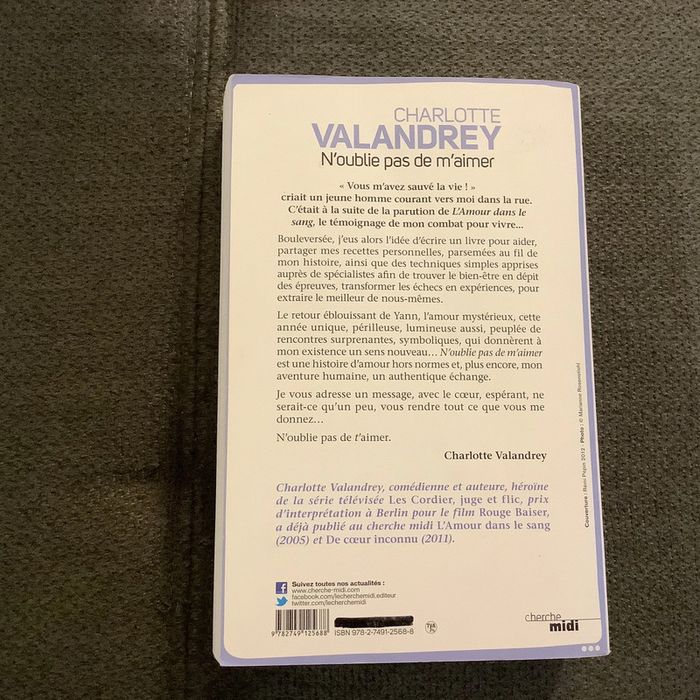 CHARLOTTE
VALANDREY
N'oublie pas de m'aimer
« Vous m'avez sauvé la vie ! »
criait un jeune homme courant vers moi dans la rue.
C'était à la suite de la parution de L'Amour dans le
sang, le témoignage de mon combat pour vivre...
Bouleversée, j'eus alors l'idée d'écrire un livre pour aider,
partager mes recettes personnelles, parsemées au fil de
mon histoire, ainsi que des techniques simples apprises
auprès de spécialistes afin de trouver le bien-être en dépit
des épreuves, transformer les échecs en expériences, pour
extraire le meilleur de nous-mêmes.
Le retour éblouissant de Yann, l'amour mystérieux, cette
année unique, périlleuse, lumineuse aussi, peuplée de
rencontres surprenantes, symboliques, qui donnèrent à
mon existence un sens nouveau... N'oublie pas de m'aimer
est une histoire d'amour hors normes et, plus encore, mon
aventure humaine, un authentique échange.
Je vous adresse un message, avec le cœur, espérant, ne
serait-ce qu'un peu, vous rendre tout ce que vous me
donnez...
N'oublie pas de t'aimer.
Charlotte Valandrey
Charlotte Valandrey, comédienne et auteure, héroïne
de la série télévisée Les Cordier, juge et flic, prix
d'interprétation à Berlin pour le film Rouge Baiser,
a déjà publié au cherche midi L'Amour dans le sang
(2005) et De cœur inconnu (2011).
Suivez toutes nos actualités :
www.cherche-midi.com
facebook.com/lecherchemidi.editeur
twitter.com/lecherchemidi
9782749125688
ISBN 978-2-7491-2568-8
cherche
midi
Couverture : Rémi Pépin 2012 - Photo : © Marianne Rosenstiehl